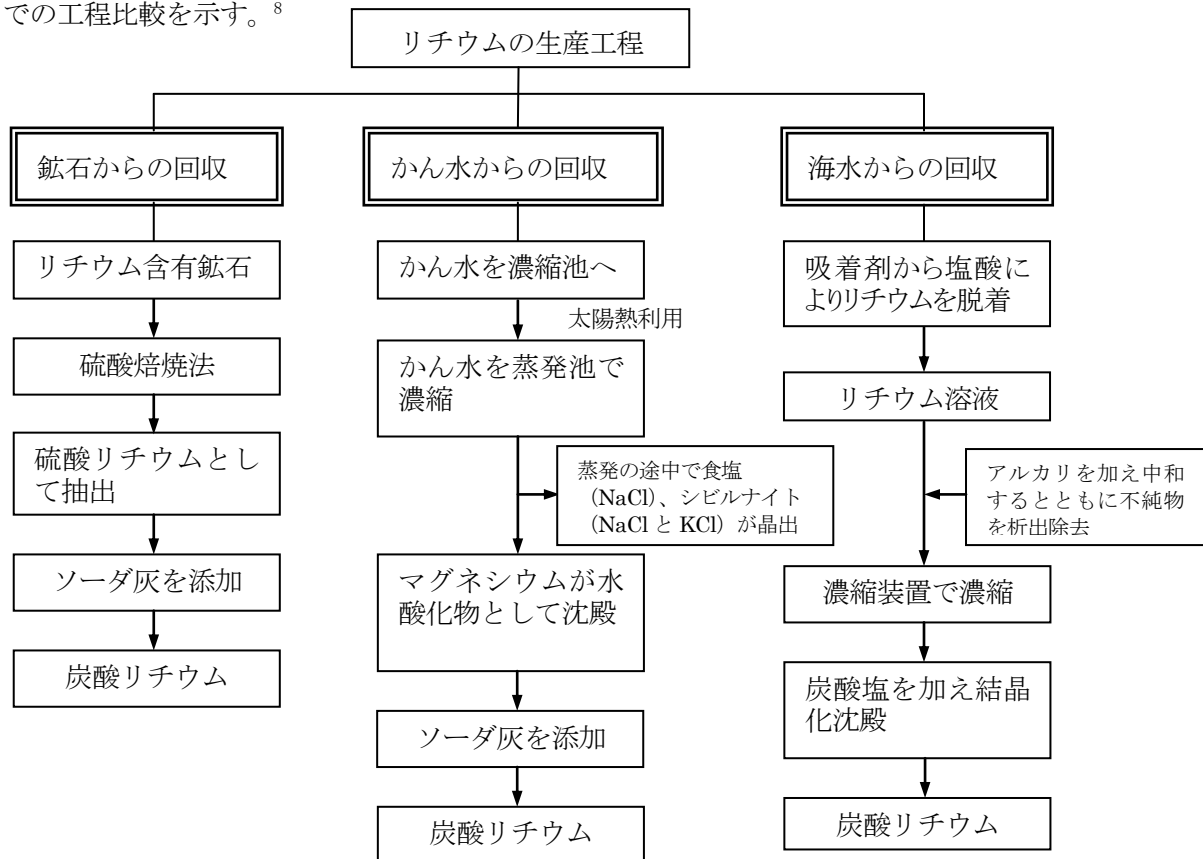 での工程比較を示す。8
リチウムの生産工程
鉱石からの回収
リチウム含有鉱石
硫酸焙焼法
硫酸リチウムとし
て抽出
ソーダ灰を添加
炭酸リチウム
かん水からの回収
かん水を濃縮池へ
太陽熱利用
かん水を蒸発池で
濃縮
蒸発の途中で食塩
(NaCl)、シビルナイト
(NaCl と KCl) が晶出
マグネシウムが水
酸化物として沈殿
ソーダ灰を添加
炭酸リチウム
海水からの回収
吸着剤から塩酸に
よりリチウムを脱着
リチウム溶液
アルカリを加え中和
するとともに不純物
を析出除去
濃縮装置で濃縮
炭酸塩を加え結晶
化沈殿
炭酸リチウム